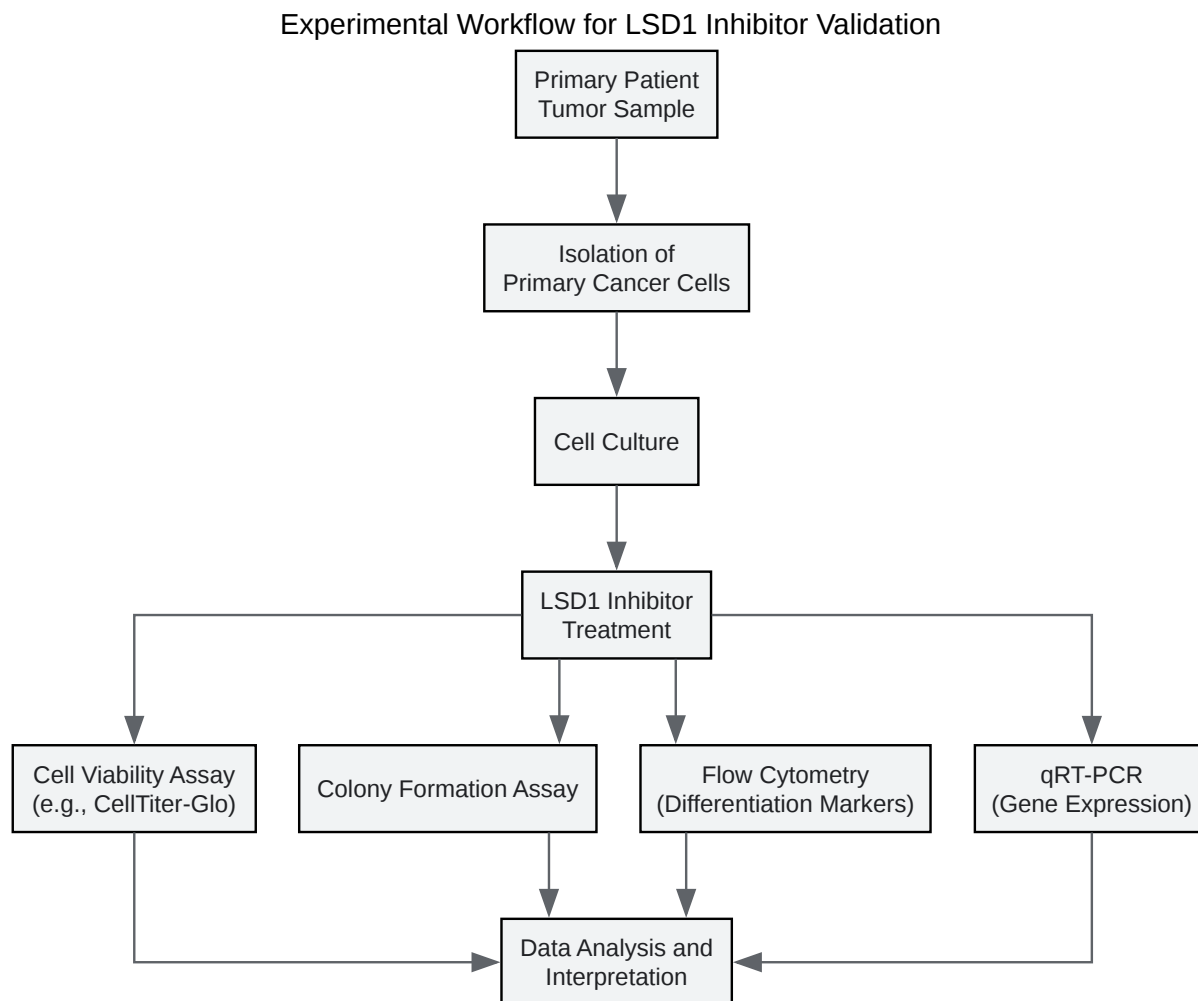 Experimental Workflow for LSD1 Inhibitor Validation
Primary Patient
Tumor Sample
Isolation of
Primary Cancer Cells
Cell Culture
LSD1 Inhibitor
Treatment
Cell Viability Assay
(e.g., CellTiter-Glo)
Colony Formation Assay
Flow Cytometry
(Differentiation Markers)
qRT-PCR
(Gene Expression)
Data Analysis and
Interpretation